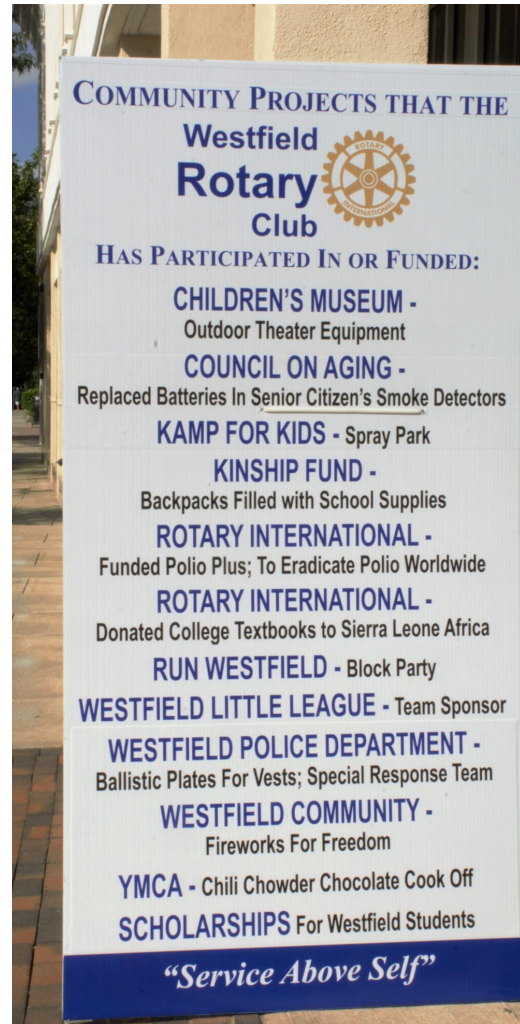 COMMUNITY PROJECTS THAT THE
Westfield
Rotary
Club
ROTARY
INTERNATIONAL
HAS PARTICIPATED IN OR FUNDED:
CHILDREN'S MUSEUM -
Outdoor Theater Equipment
COUNCIL ON AGING -
Replaced Batteries In Senior Citizen's Smoke Detectors
KAMP FOR KIDS - Spray Park
KINSHIP FUND -
Backpacks Filled with School Supplies
ROTARY INTERNATIONAL -
Funded Polio Plus; To Eradicate Polio Worldwide
ROTARY INTERNATIONAL -
Donated College Textbooks to Sierra Leone Africa
RUN WESTFIELD - Block Party
WESTFIELD LITTLE LEAGUE - Team Sponsor
WESTFIELD POLICE DEPARTMENT -
Ballistic Plates For Vests; Special Response Team
WESTFIELD COMMUNITY -
Fireworks For Freedom
YMCA - Chili Chowder Chocolate Cook Off
SCHOLARSHIPS For Westfield Students
"Service Above Self"